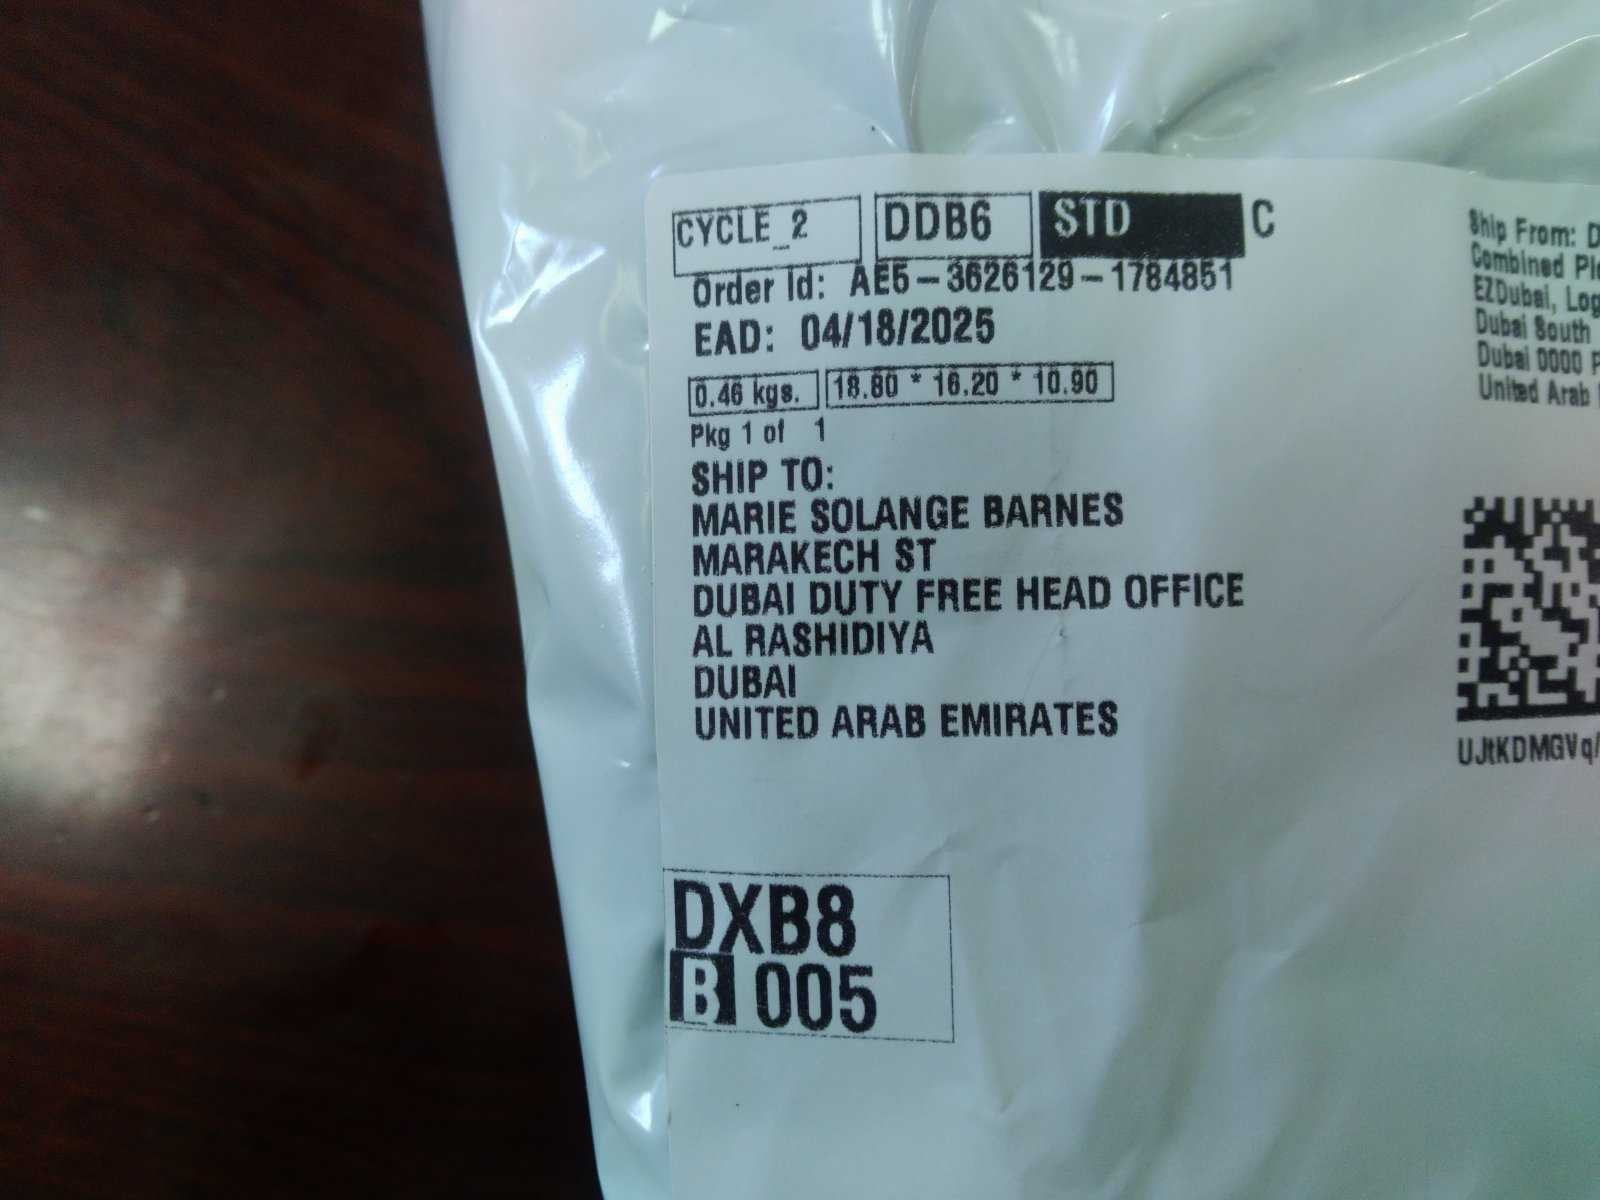 CYCLE_2 DDB6 STD C
Order Id: AE5-3626129-1784851
EAD: 04/18/2025
0.46 kgs. 18.80 * 16.20 * 10.90
Pkg 1 of 1
SHIP TO:
MARIE SOLANGE BARNES
MARAKECH ST
DUBAI DUTY FREE HEAD OFFICE
AL RASHIDIYA
DUBAI
UNITED ARAB EMIRATES
DXB8
B 005
Ship From:
Combined
EZDubai,
Dubai South
Dubai 0000
United Arab